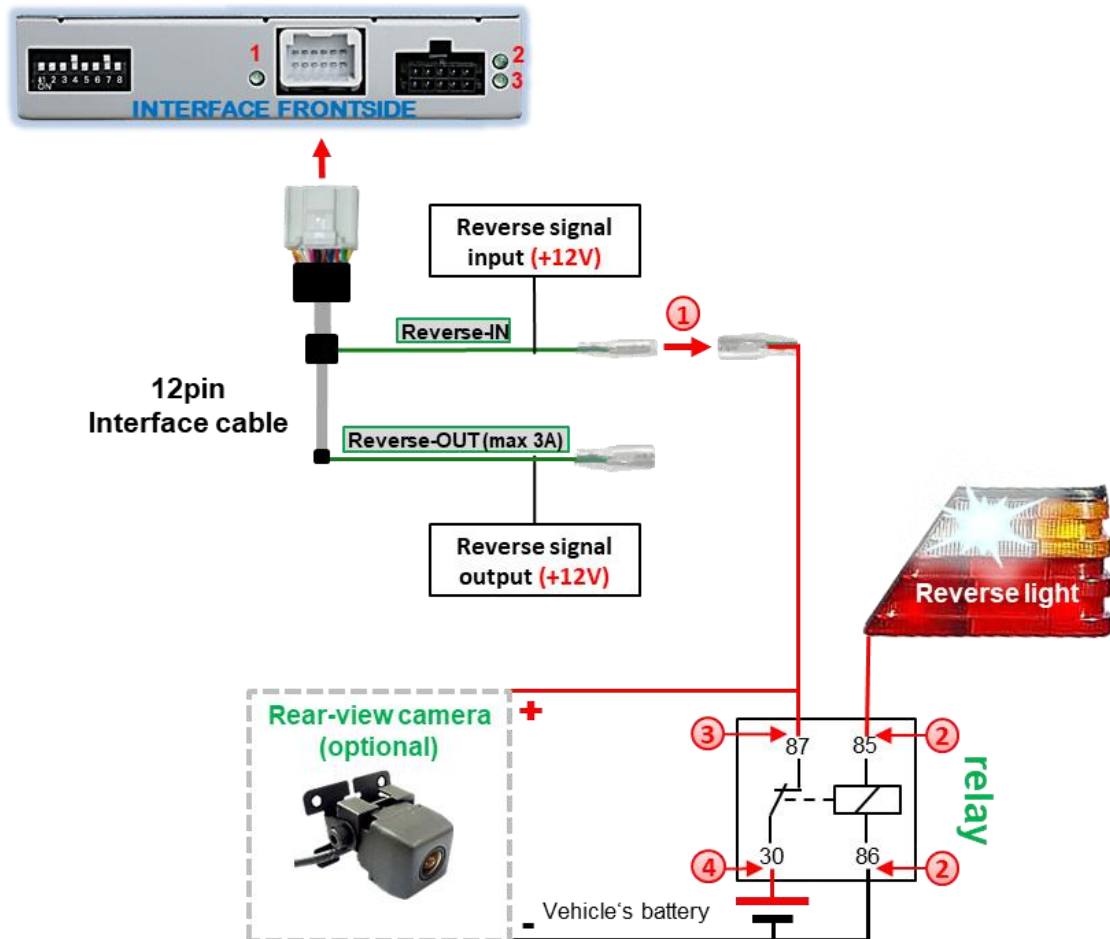 1
2
3
1 2 3 4 5 6 7 8
ON
INTERFACE FRONTSIDE
Reverse signal
input (+12V)
Reverse-IN
1
12pin
Interface cable
Reverse-OUT (max 3A)
Reverse signal
output (+12V)
Reverse light
Rear-view camera
(optional)
+
3
87
85
2
relay
4
30
86
2
-
Vehicle‘s battery